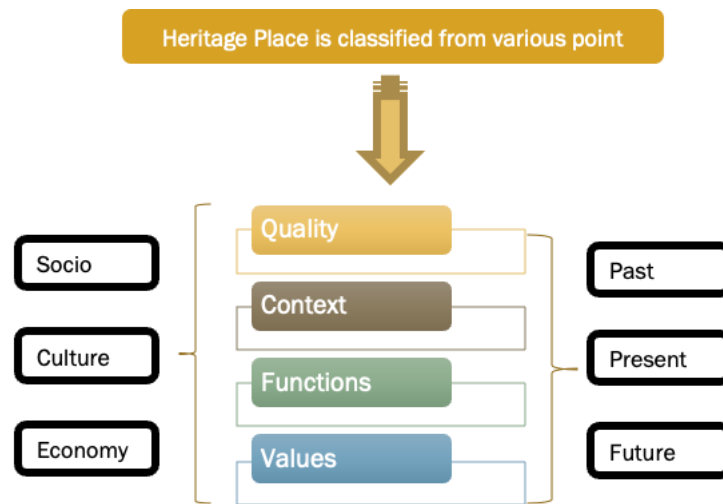 Heritage Place is classified from various point
Quality
Context
Functions
Values
Socio
Culture
Economy
Past
Present
Future